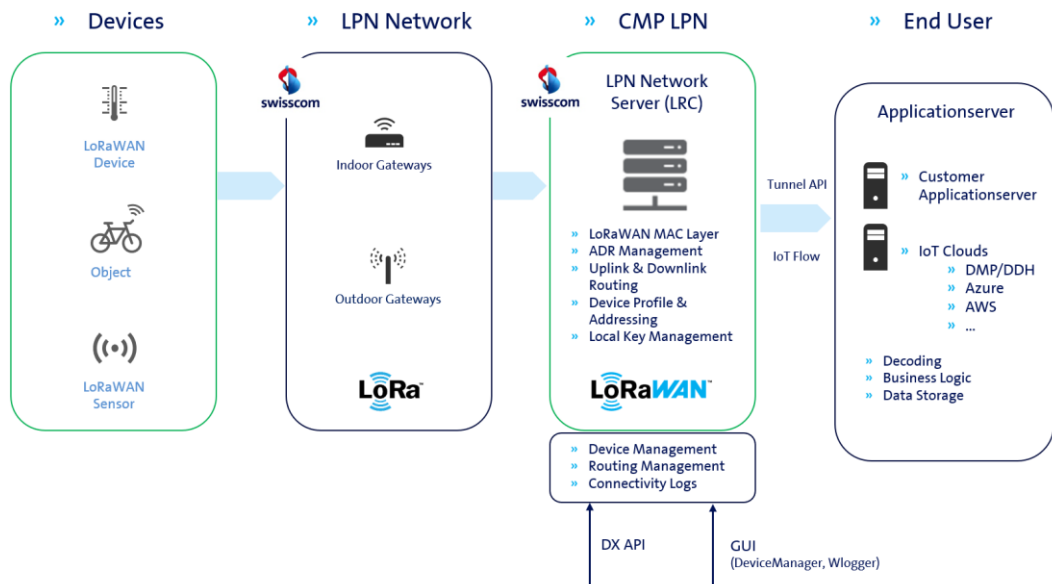 » Devices
LoRaWAN
Device
Object
LoRaWAN
Sensor
» LPN Network
swisscom
Indoor Gateways
Outdoor Gateways
LoRa™
» CMP LPN
swisscom
LPN Network
Server (LRC)
» LoRaWAN MAC Layer
» ADR Management
» Uplink & Downlink
Routing
» Device Profile &
Addressing
» Local Key Management
LoRaWAN™
» Device Management
» Routing Management
» Connectivity Logs
DX API
GUI
(DeviceManager, Wlogger)
Tunnel API
IoT Flow
» End User
Applicationserver
» Customer
Applicationserver
» IoT Clouds
» DMP/DDH
» Azure
» AWS
» ...
» Decoding
» Business Logic
» Data Storage